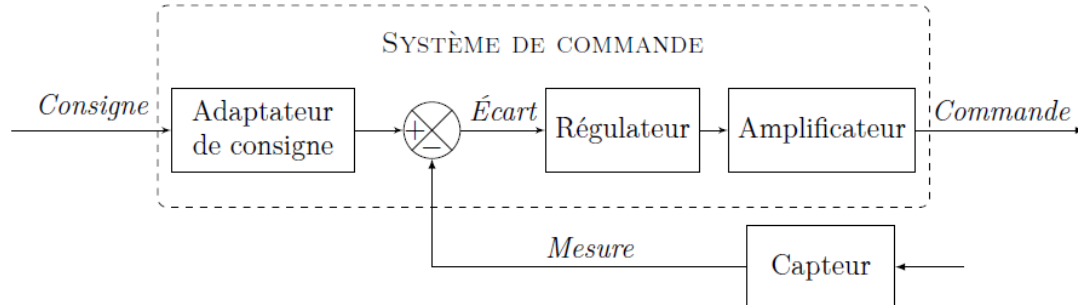 SYSTÈME DE COMMANDE
Consigne
Adaptateur
de consigne
+
−
Écart
Régulateur
Amplificateur
Commande
Mesure
Capteur